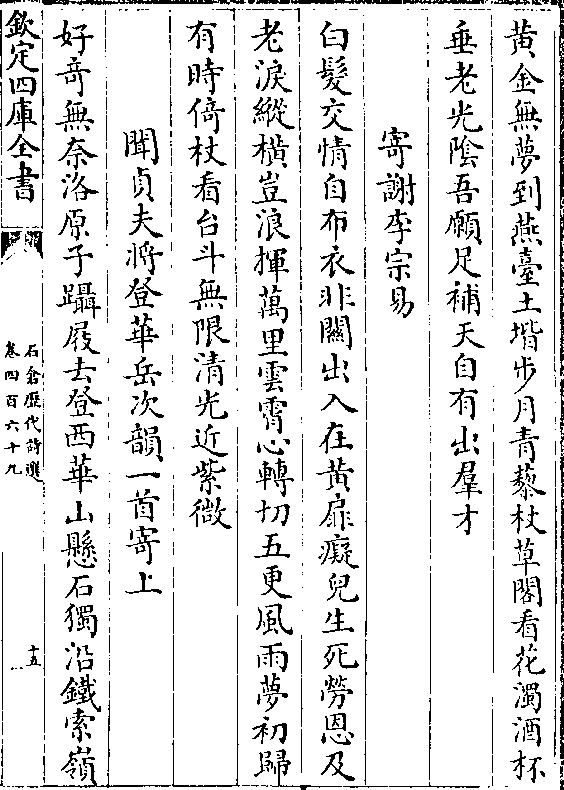 黃金無夢到燕臺土堦步月青藜杖草閣看花濁酒杯
垂老光陰吾願足補天自有出羣才
寄謝李宗易
白髮交情自布衣非關出入在黃扉癡兒生死勞恩及
老淚縱橫豈浪揮萬里雲霄心轉切五更風雨夢初歸
有時倚杖看台斗無限清光近紫微
聞貞夫將登華岳次韻一首寄上
好奇無奈洛原子躡屐去登西華山懸石獨沿鐵索嶺
欽定四庫全書
石倉歷代詩選
卷四百六十九
十五